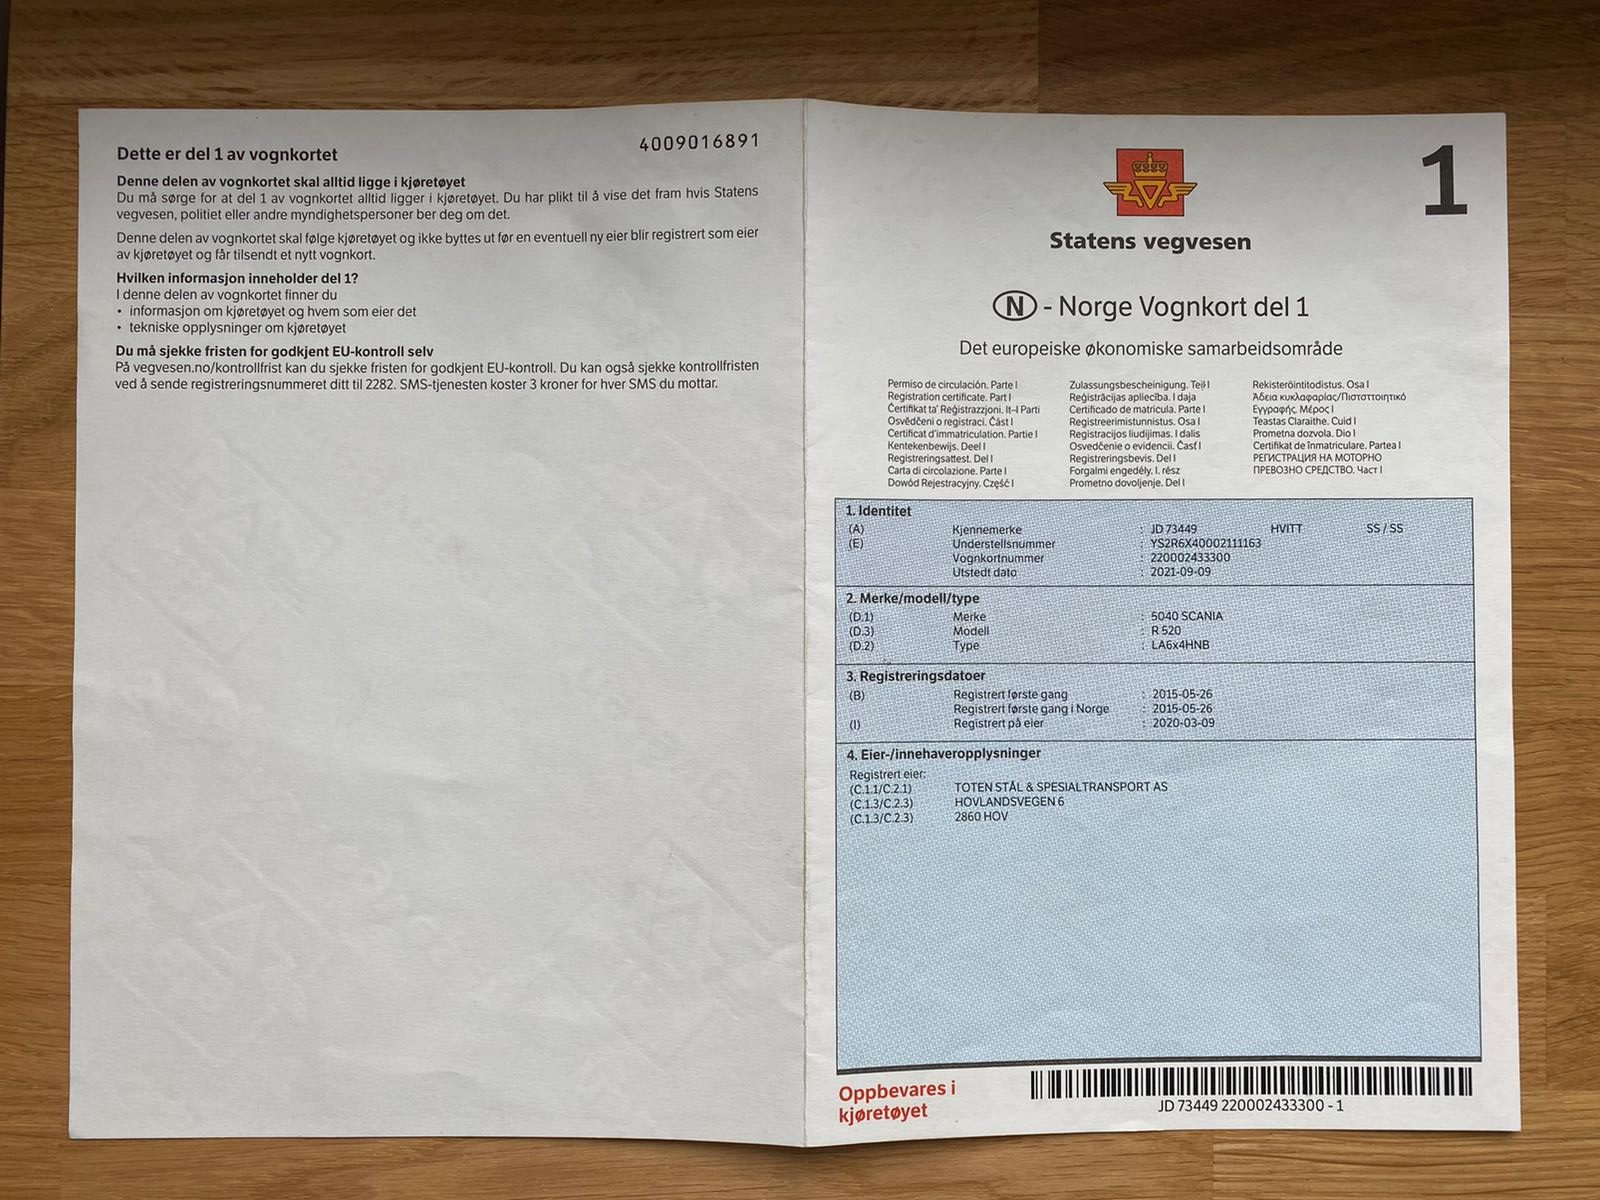 Dette er del 1 av vognkortet
4009016891
Denne delen av vognkortet skal alltid ligge i kjøretøyet
Du må sørge for at del 1 av vognkortet alltid ligger i kjøretøyet. Du har plikt til å vise det fram hvis Statens
vegvesen, politiet eller andre myndighetspersoner ber deg om det.
Denne delen av vognkortet skal følge kjøretøyet og ikke byttes ut før en eventuell ny eier blir registrert som eier
av kjøretøyet og får tilsendt et nytt vognkort.
Hvilken informasjon inneholder del 1?
I denne delen av vognkortet finner du
• informasjon om kjøretøyet og hvem som eier det
• tekniske opplysninger om kjøretøyet
Du må sjekke fristen for godkjent EU-kontroll selv
På vegvesen.no/kontrollfrist kan du sjekke fristen for godkjent EU-kontroll. Du kan også sjekke kontrollfristen
ved å sende registreringsnummeret ditt til 2282. SMS-tjenesten koster 3 kroner for hver SMS du mottar.
1
Statens vegvesen
N - Norge Vognkort del 1
Det europeiske økonomiske samarbeidsområde
Permiso de circulación. Parte I
Registration certificate. Part I
Ċertifikat ta' Reġistrazzjoni. It-I Parti
Osvědčeni o registraci. Část I
Certificat d'immatriculation. Partie I
Kentekenbewijs. Deel I
Registreringsattest. Del I
Carta di circolazione. Parte I
Dowód Rejestracyjny. Część I
Zulassungsbescheinigung. Teil I
Reģistrācijas apliecība. I daja
Certificado de matricula. Parte I
Registreerimistunnistus. Osa I
Registracijos liudijimas. I dalis
Osvedčenie o evidencii. Časť I
Registreringsbevis. Del I
Forgalmi engedély. I. rész
Prometno dovoljenje. Del I
Rekisteröintitodistus. Osa I
Άδεια κυκλαφαρίας/Πιστοποιητικό
Εγγραφής. Μέρος I
Teastas Claraithe. Cuid I
Prometna dozvola. Dio I
Certifikat de înmatriculare. Partea I
РЕГИСТРАЦИЯ НА МОТОРНО
ПРЕВОЗНО СРЕДСТВО. Част I
1. Identitet
(A) Kjennemerke : JD 73449 HVITT SS / SS
(E) Understellsnummer : YS2R6X40002111163
Vognkortnummer : 220002433300
Utstedt dato : 2021-09-09
2. Merke/modell/type
(D.1) Merke : 5040 SCANIA
(D.3) Modell : R 520
(D.2) Type : LA6x4HNB
3. Registreringsdatoer
(B) Registrert første gang : 2015-05-26
Registrert første gang i Norge : 2015-05-26
(I) Registrert på eier : 2020-03-09
4. Eier-/innehaveropplysninger
Registrert eier:
(C.1.1/C.2.1) TOTEN STÅL & SPESIALTRANSPORT AS
(C.1.3/C.2.3) HOVLANDSVEGEN 6
(C.1.3/C.2.3) 2860 HOV
Oppbevares i
kjøretøyet
JD 73449 220002433300 - 1